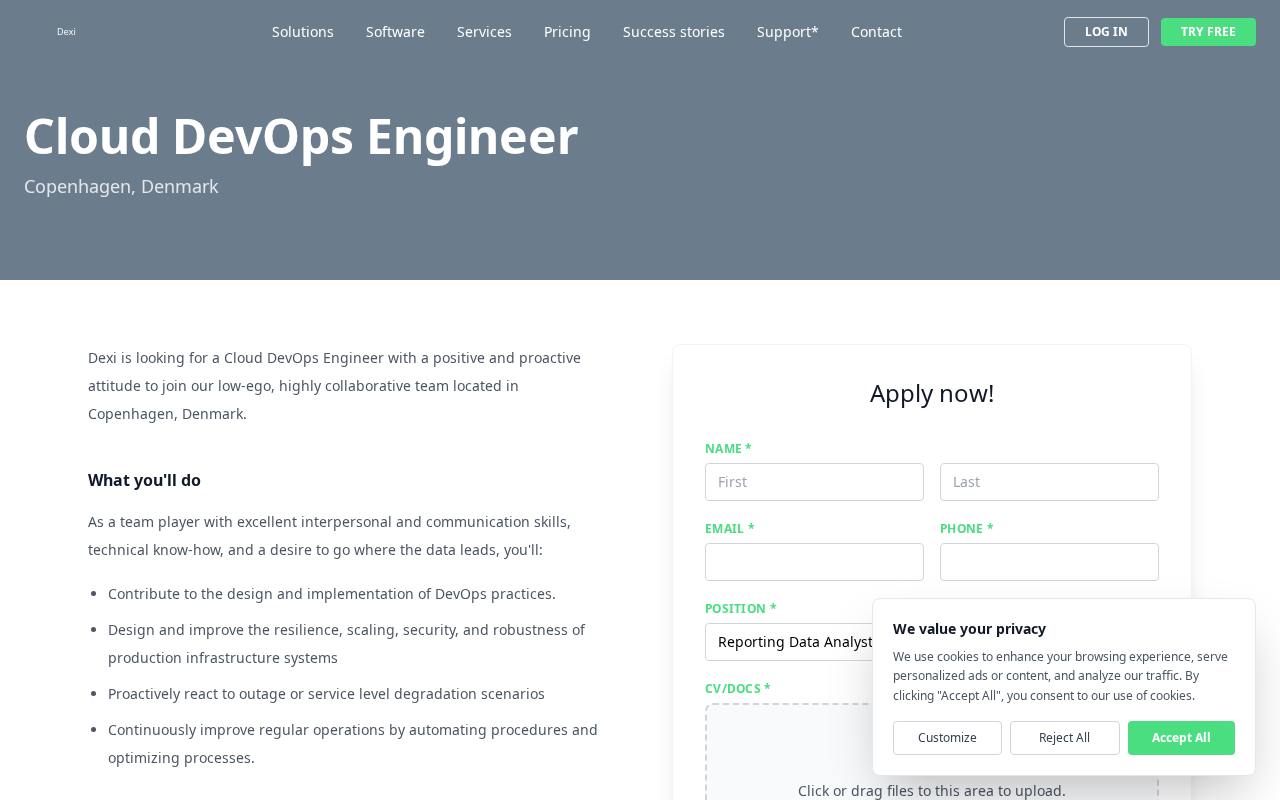 Dexi
Solutions
Software
Services
Pricing
Success stories
Support*
Contact
LOG IN
TRY FREE
Cloud DevOps Engineer
Copenhagen, Denmark
Dexi is looking for a Cloud DevOps Engineer with a positive and proactive
attitude to join our low-ego, highly collaborative team located in
Copenhagen, Denmark.
What you'll do
As a team player with excellent interpersonal and communication skills,
technical know-how, and a desire to go where the data leads, you'll:
• Contribute to the design and implementation of DevOps practices.
• Design and improve the resilience, scaling, security, and robustness of
production infrastructure systems
• Proactively react to outage or service level degradation scenarios
• Continuously improve regular operations by automating procedures and
optimizing processes.
Apply now!
NAME *
First
Last
EMAIL *
PHONE *
POSITION *
Reporting Data Analyst
CV/DOCS *
Click or drag files to this area to upload.
We value your privacy
We use cookies to enhance your browsing experience, serve
personalized ads or content, and analyze our traffic. By
clicking "Accept All", you consent to our use of cookies.
Customize
Reject All
Accept All